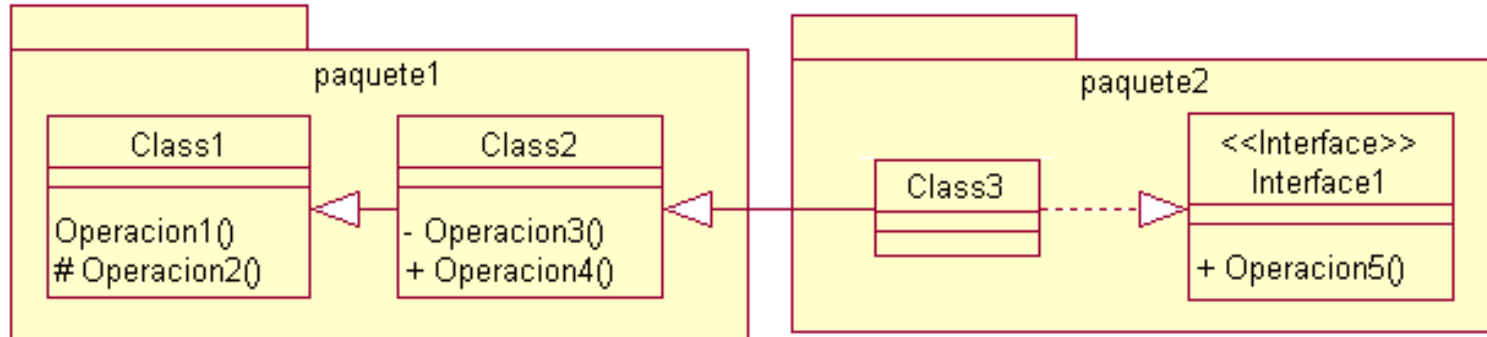 paquete1
Class1
Operacion1()
# Operacion2()
Class2
- Operacion3()
+ Operacion4()
paquete2
Class3
<<Interface>>
Interface1
+ Operacion5()